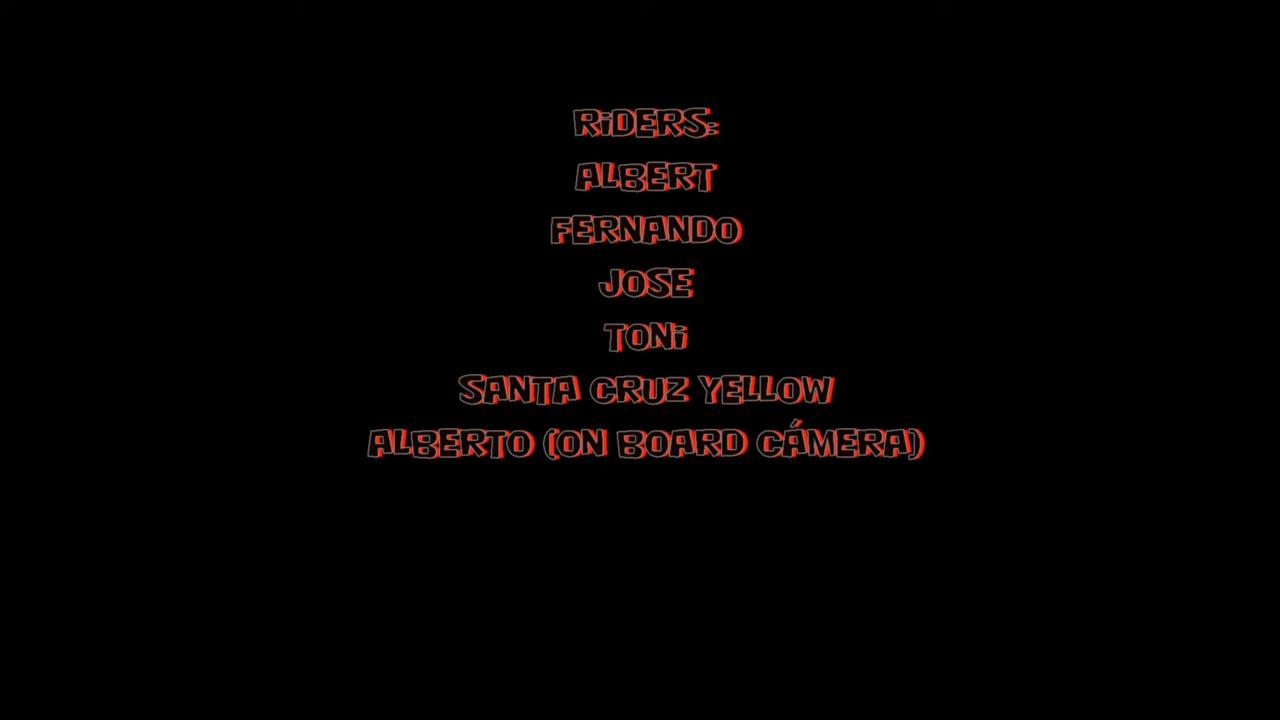 RiDERS:
ALBERT
FERNANDO
JOSE
TONi
SANTA CRUZ YELLOW
ALBERTO (ON BOARD CÁMERA)